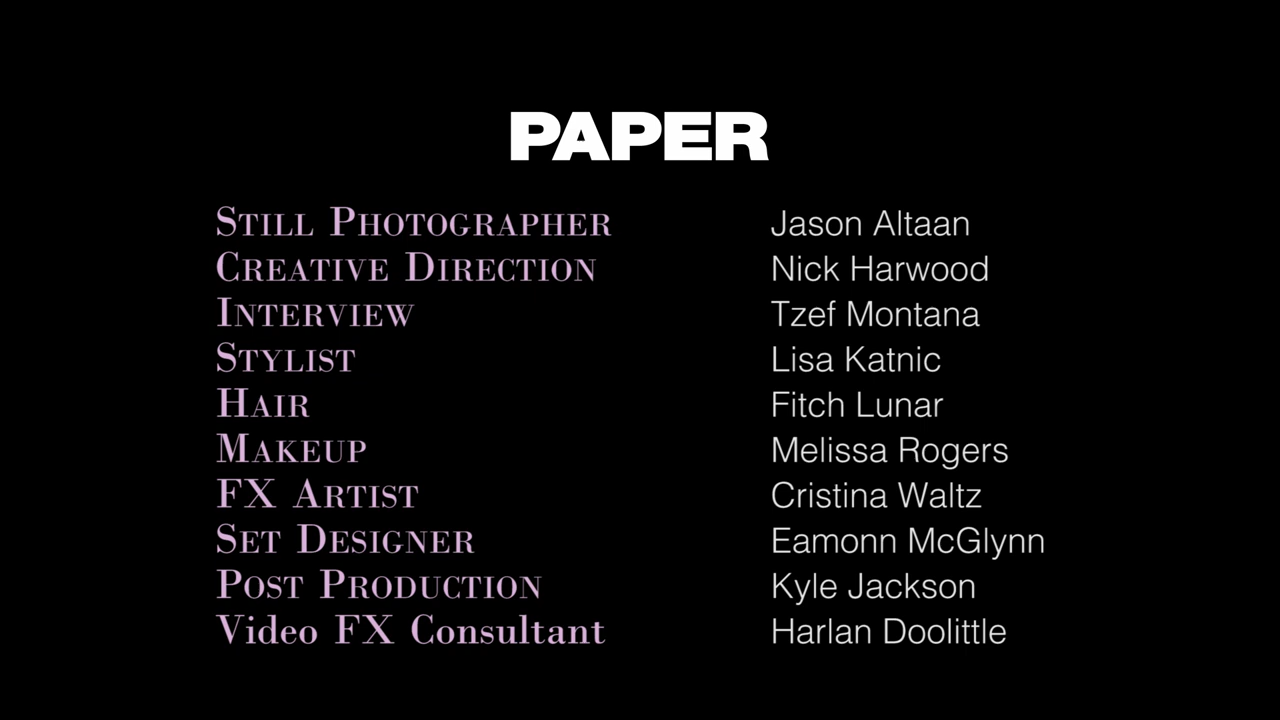 PAPER
STILL PHOTOGRAPHER Jason Altaan
CREATIVE DIRECTION Nick Harwood
INTERVIEW Tzef Montana
STYLIST Lisa Katnic
HAIR Fitch Lunar
MAKEUP Melissa Rogers
FX ARTIST Cristina Waltz
SET DESIGNER Eamonn McGlynn
POST PRODUCTION Kyle Jackson
Video FX Consultant Harlan Doolittle